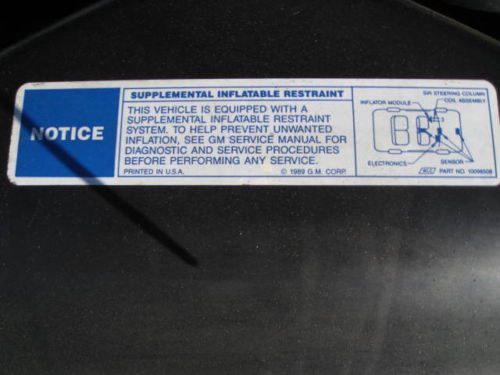 NOTICE
SUPPLEMENTAL INFLATABLE RESTRAINT
THIS VEHICLE IS EQUIPPED WITH A
SUPPLEMENTAL INFLATABLE RESTRAINT
SYSTEM. TO HELP PREVENT UNWANTED
INFLATION, SEE GM SERVICE MANUAL FOR
DIAGNOSTIC AND SERVICE PROCEDURES
BEFORE PERFORMING ANY SERVICE.
PRINTED IN U.S.A. © 1989 G.M. CORP.
SIR STEERING COLUMN
INFLATOR MODULE COIL ASSEMBLY
ELECTRONICS SENSOR
PART NO. 10098508